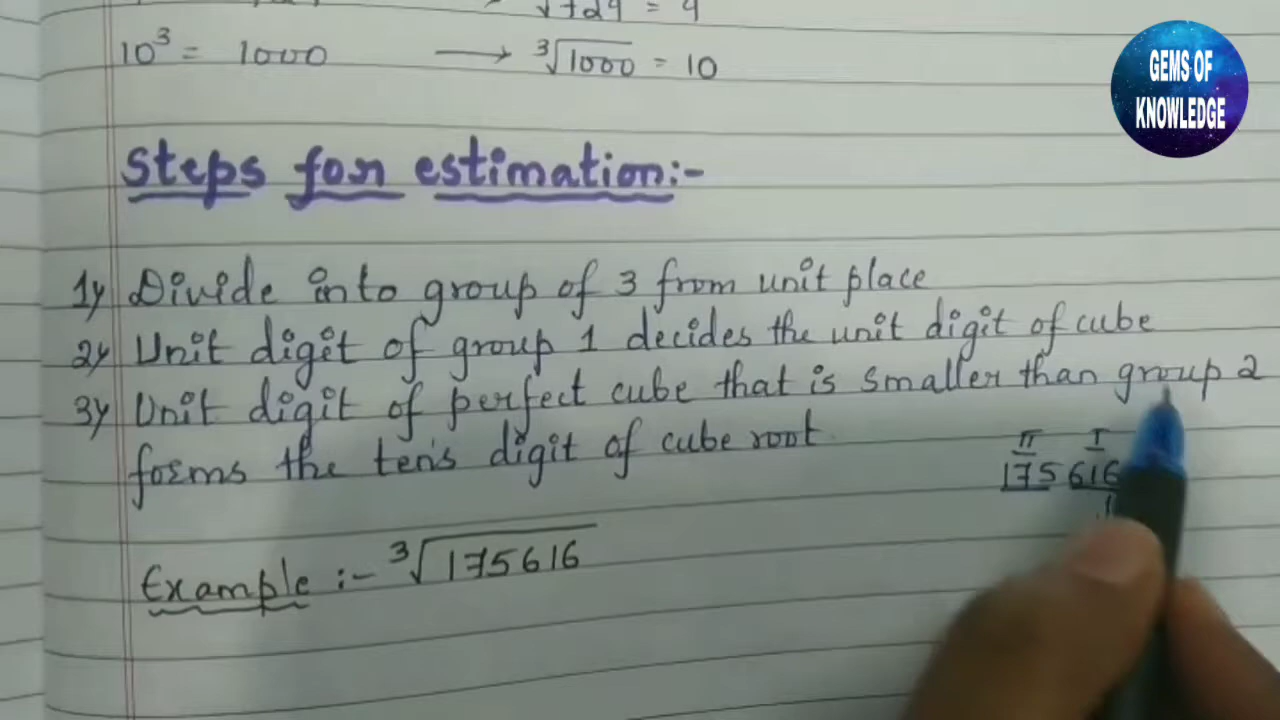 √729 = 9
10³ = 1000 → ³√1000 = 10
GEMS OF
KNOWLEDGE
Steps for estimation:-
1) Divide into group of 3 from unit place
2) Unit digit of group 1 decides the unit digit of cube
3) Unit digit of perfect cube that is smaller than group 2
forms the ten's digit of cube root
II I
175 616
Example :- ³√175616